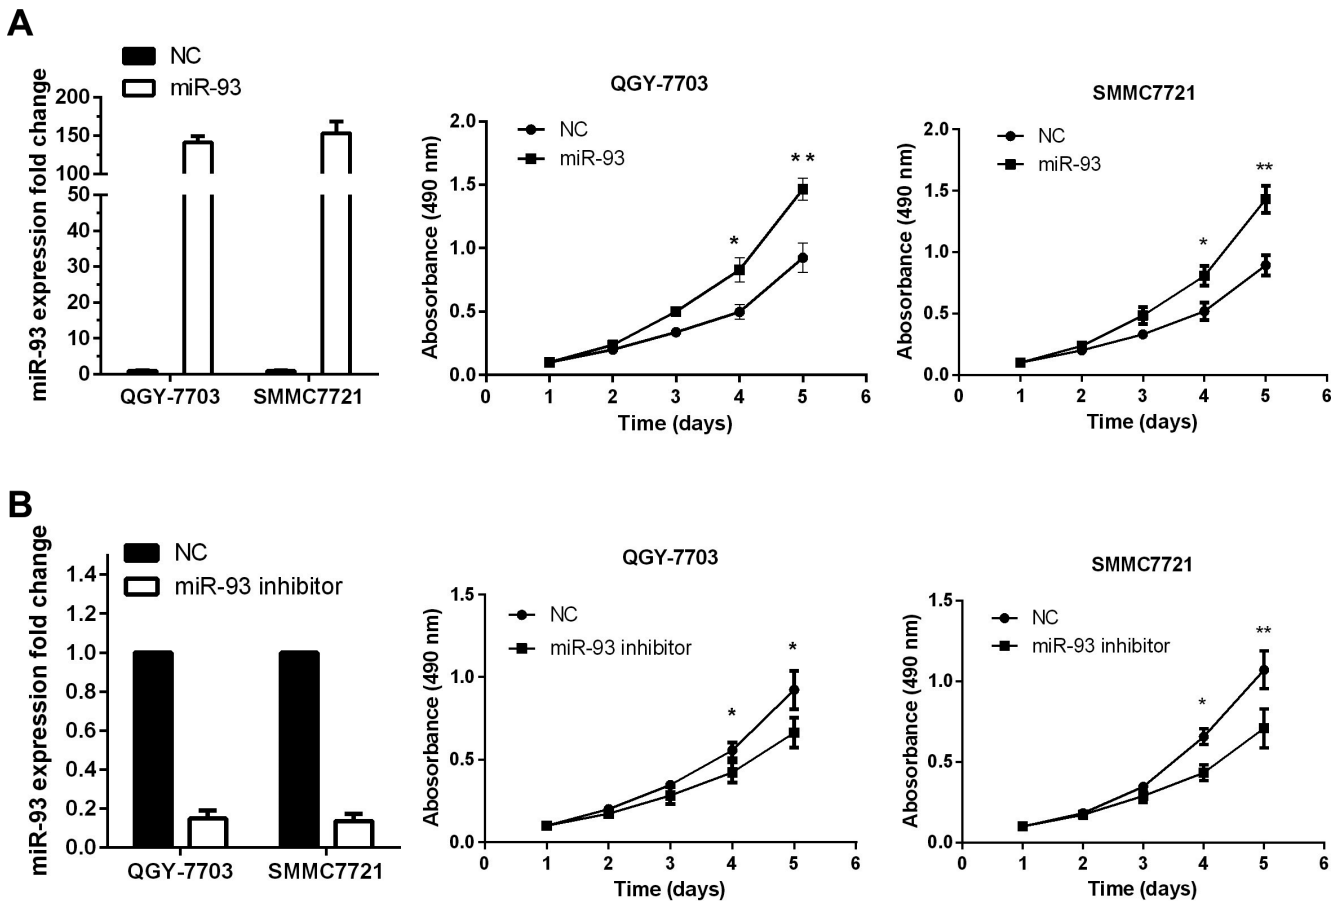 A
NC
miR-93
miR-93 expression fold change
200
150
100
50
40
30
20
10
0
QGY-7703 SMMC7721
QGY-7703
NC
miR-93
Abosorbance (490 nm)
2.0
1.5
1.0
0.5
0.0
* *
*
0 1 2 3 4 5 6
Time (days)
SMMC7721
NC
miR-93
Abosorbance (490 nm)
2.0
1.5
1.0
0.5
0.0
**
*
0 1 2 3 4 5 6
Time (days)
B
NC
miR-93 inhibitor
miR-93 expression fold change
1.4
1.2
1.0
0.8
0.6
0.4
0.2
0.0
QGY-7703 SMMC7721
QGY-7703
NC
miR-93 inhibitor
Abosorbance (490 nm)
1.5
1.0
0.5
0.0
*
*
0 1 2 3 4 5 6
Time (days)
SMMC7721
NC
miR-93 inhibitor
Abosorbance (490 nm)
1.5
1.0
0.5
0.0
**
*
0 1 2 3 4 5 6
Time (days)